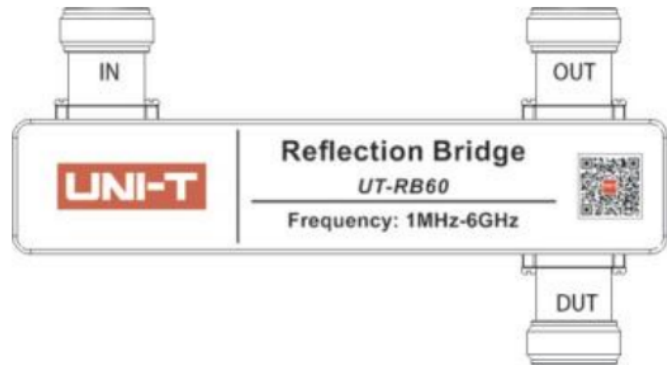 IN
OUT
UNI-T
Reflection Bridge
UT-RB60
Frequency: 1MHz-6GHz
DUT